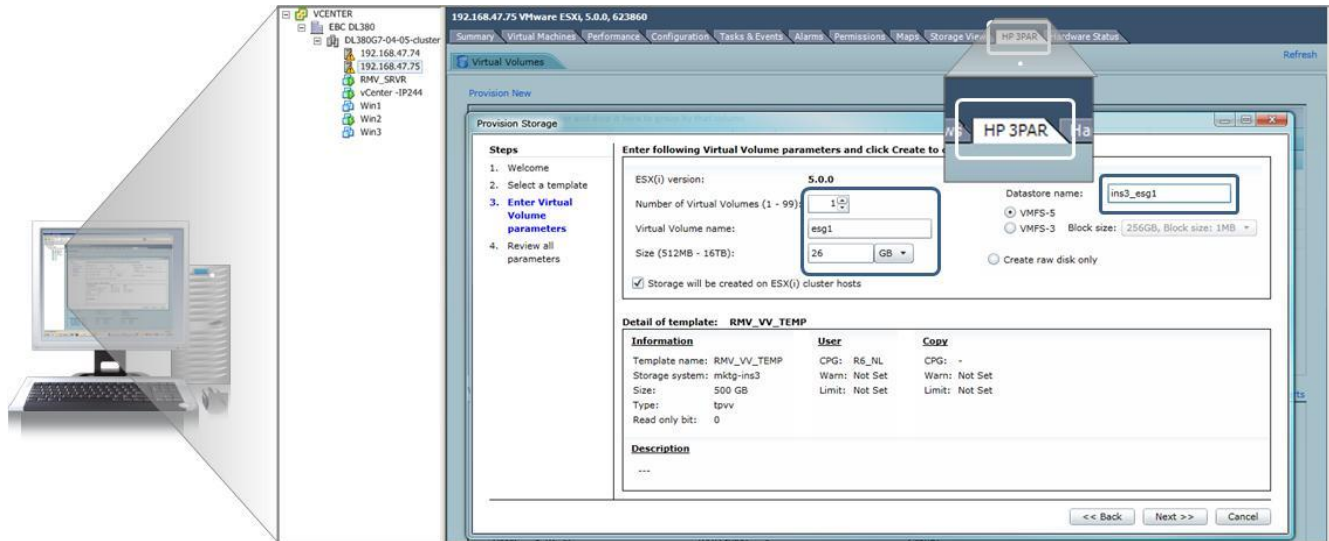 VCENTER
EBC DL380
DL380G7-04-05-cluster
192.168.47.74
192.168.47.75
RMV_SRVR
vCenter -IP244
Win1
Win2
Win3
192.168.47.75 VMware ESXi, 5.0.0, 623860
Summary Virtual Machines Performance Configuration Tasks & Events Alarms Permissions Maps Storage HP 3PAR Hardware Status
Virtual Volumes
Refresh
Provision New
HP 3PAR
Provision Storage
Steps
1. Welcome
2. Select a template
3. Enter Virtual
Volume
parameters
4. Review all
parameters
Enter following Virtual Volume parameters and click Create to
ESX(i) version: 5.0.0
Number of Virtual Volumes (1 - 99): 1
Virtual Volume name: esg1
Size (512MB - 16TB): 26 GB
Storage will be created on ESX(i) cluster hosts
Datastore name: ins3_esg1
VMFS-5
VMFS-3 Block size: 256GB, Block size: 1MB
Create raw disk only
Detail of template: RMV_VV_TEMP
Information User Copy
Template name: RMV_VV_TEMP CPG: R6_NL CPG: -
Storage system: mktg-ins3 Warn: Not Set Warn: Not Set
Size: 500 GB Limit: Not Set Limit: Not Set
Type: tpvv
Read only bit: 0
Description
---
<< Back Next >> Cancel